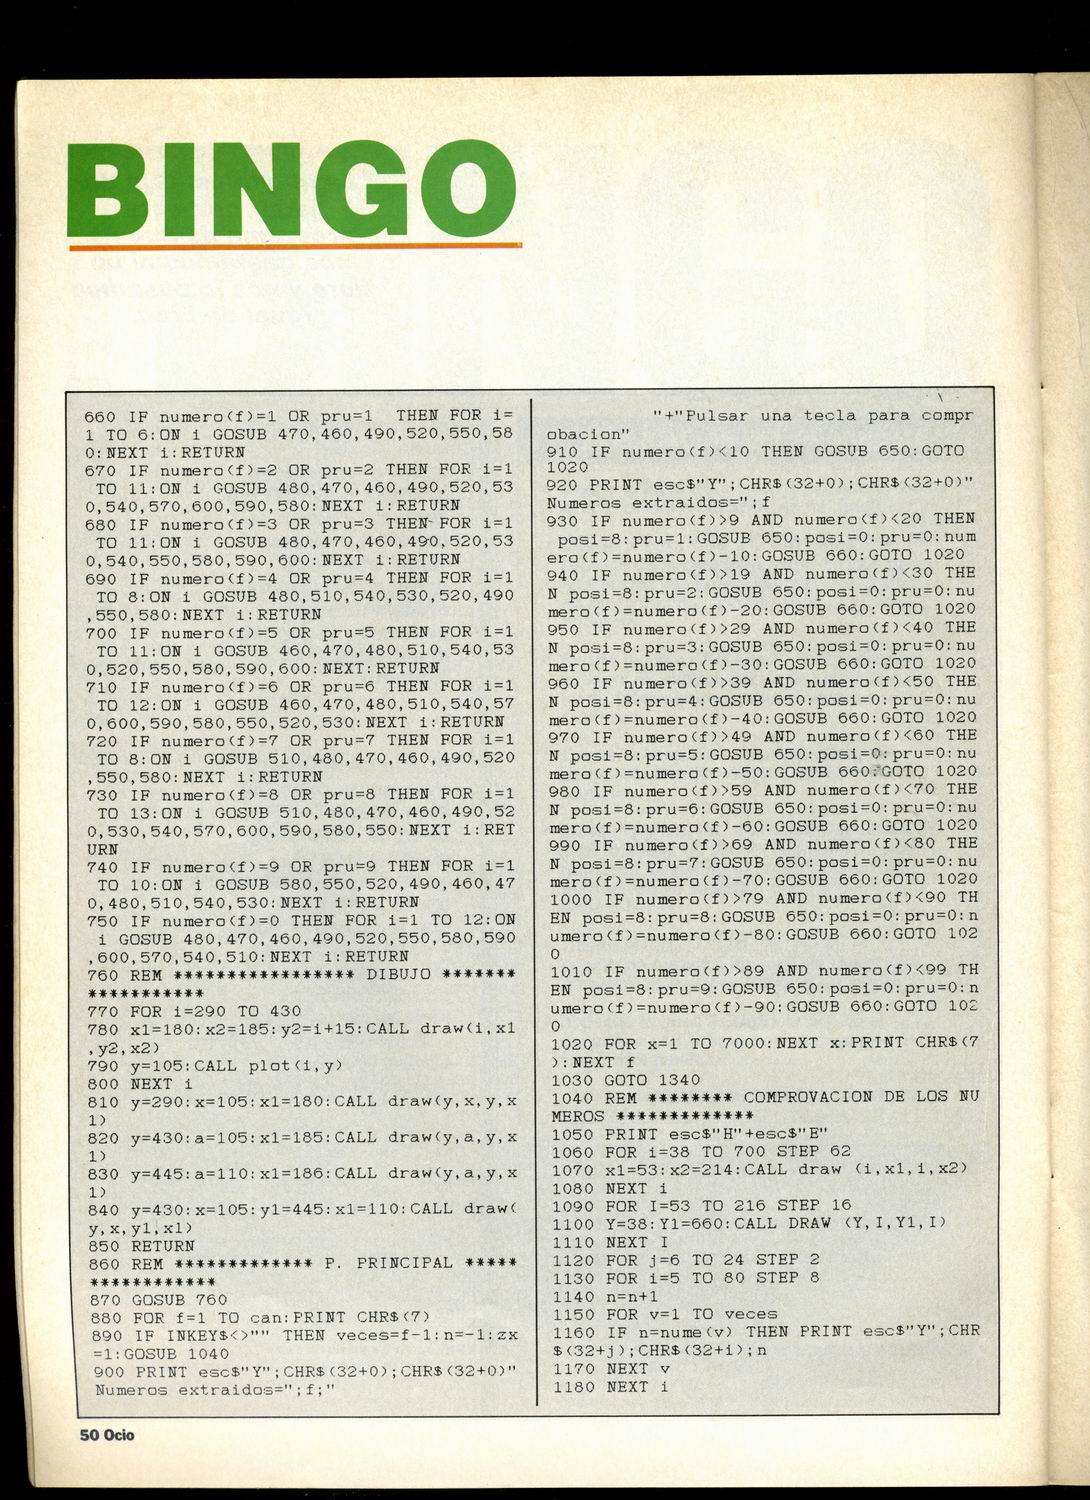 BINGO
660 IF numero(f)=1 OR pru=1  THEN FOR i=
1 TO 6:ON i GOSUB 470,460,490,520,550,58
0:NEXT i:RETURN
670 IF numero(f)=2 OR pru=2 THEN FOR i=1
 TO 11:ON i GOSUB 480,470,460,490,520,53
0,540,570,600,590,580:NEXT i:RETURN
680 IF numero(f)=3 OR pru=3 THEN FOR i=1
 TO 11:ON i GOSUB 480,470,460,490,520,53
0,540,550,580,590,600:NEXT i:RETURN
690 IF numero(f)=4 OR pru=4 THEN FOR i=1
 TO 8:ON i GOSUB 480,510,540,530,520,490
,550,580:NEXT i:RETURN
700 IF numero(f)=5 OR pru=5 THEN FOR i=1
 TO 11:ON i GOSUB 460,470,480,510,540,53
0,520,550,580,590,600:NEXT:RETURN
710 IF numero(f)=6 OR pru=6 THEN FOR i=1
 TO 12:ON i GOSUB 460,470,480,510,540,57
0,600,590,580,550,520,530:NEXT i:RETURN
720 IF numero(f)=7 OR pru=7 THEN FOR i=1
 TO 8:ON i GOSUB 510,480,470,460,490,520
,550,580:NEXT i:RETURN
730 IF numero(f)=8 OR pru=8 THEN FOR i=1
 TO 13:ON i GOSUB 510,480,470,460,490,52
0,530,540,570,600,590,580,550:NEXT i:RET
URN
740 IF numero(f)=9 OR pru=9 THEN FOR i=1
 TO 10:ON i GOSUB 580,550,520,490,460,47
0,480,510,540,530:NEXT i:RETURN
750 IF numero(f)=0 THEN FOR i=1 TO 12:ON
 i GOSUB 480,470,460,490,520,550,580,590
,600,570,540,510:NEXT i:RETURN
760 REM ***************** DIBUJO *******
***********
770 FOR i=290 TO 430
780 x1=180:x2=185:y2=i+15:CALL draw(i,x1
,y2,x2)
790 y=105:CALL plot(i,y)
800 NEXT i
810 y=290:x=105:x1=180:CALL draw(y,x,y,x
1)
820 y=430:a=105:x1=185:CALL draw(y,a,y,x
1)
830 y=445:a=110:x1=186:CALL draw(y,a,y,x
1)
840 y=430:x=105:y1=445:x1=110:CALL draw(
y,x,y1,x1)
850 RETURN
860 REM ************* P. PRINCIPAL *****
************
870 GOSUB 760
880 FOR f=1 TO can:PRINT CHR$(7)
890 IF INKEY$<>"" THEN veces=f-1:n=-1:zx
=1:GOSUB 1040
900 PRINT esc$"Y";CHR$(32+0);CHR$(32+0)"
Numeros extraidos=";f;"
"+"Pulsar una tecla para compr
obacion"
910 IF numero(f)<10 THEN GOSUB 650:GOTO
1020
920 PRINT esc$"Y";CHR$(32+0);CHR$(32+0)"
Numeros extraidos=";f
930 IF numero(f)>9 AND numero(f)<20 THEN
 posi=8:pru=1:GOSUB 650:posi=0:pru=0:num
ero(f)=numero(f)-10:GOSUB 660:GOTO 1020
940 IF numero(f)>19 AND numero(f)<30 THE
N posi=8:pru=2:GOSUB 650:posi=0:pru=0:nu
mero(f)=numero(f)-20:GOSUB 660:GOTO 1020
950 IF numero(f)>29 AND numero(f)<40 THE
N posi=8:pru=3:GOSUB 650:posi=0:pru=0:nu
mero(f)=numero(f)-30:GOSUB 660:GOTO 1020
960 IF numero(f)>39 AND numero(f)<50 THE
N posi=8:pru=4:GOSUB 650:posi=0:pru=0:nu
mero(f)=numero(f)-40:GOSUB 660:GOTO 1020
970 IF numero(f)>49 AND numero(f)<60 THE
N posi=8:pru=5:GOSUB 650:posi=0:pru=0:nu
mero(f)=numero(f)-50:GOSUB 660:GOTO 1020
980 IF numero(f)>59 AND numero(f)<70 THE
N posi=8:pru=6:GOSUB 650:posi=0:pru=0:nu
mero(f)=numero(f)-60:GOSUB 660:GOTO 1020
990 IF numero(f)>69 AND numero(f)<80 THE
N posi=8:pru=7:GOSUB 650:posi=0:pru=0:nu
mero(f)=numero(f)-70:GOSUB 660:GOTO 1020
1000 IF numero(f)>79 AND numero(f)<90 TH
EN posi=8:pru=8:GOSUB 650:posi=0:pru=0:n
umero(f)=numero(f)-80:GOSUB 660:GOTO 102
0
1010 IF numero(f)>89 AND numero(f)<99 TH
EN posi=8:pru=9:GOSUB 650:posi=0:pru=0:n
umero(f)=numero(f)-90:GOSUB 660:GOTO 102
0
1020 FOR x=1 TO 7000:NEXT x:PRINT CHR$(7
):NEXT f
1030 GOTO 1340
1040 REM ******** COMPROVACION DE LOS NU
MEROS *************
1050 PRINT esc$"H"+esc$"E"
1060 FOR i=38 TO 700 STEP 62
1070 x1=53:x2=214:CALL draw (i,x1,i,x2)
1080 NEXT i
1090 FOR I=53 TO 216 STEP 16
1100 Y=38:Y1=660:CALL DRAW (Y,I,Y1,I)
1110 NEXT I
1120 FOR j=6 TO 24 STEP 2
1130 FOR i=5 TO 80 STEP 8
1140 n=n+1
1150 FOR v=1 TO veces
1160 IF n=nume(v) THEN PRINT esc$"Y";CHR
$(32+j);CHR$(32+i);n
1170 NEXT v
1180 NEXT i
50 Ocio